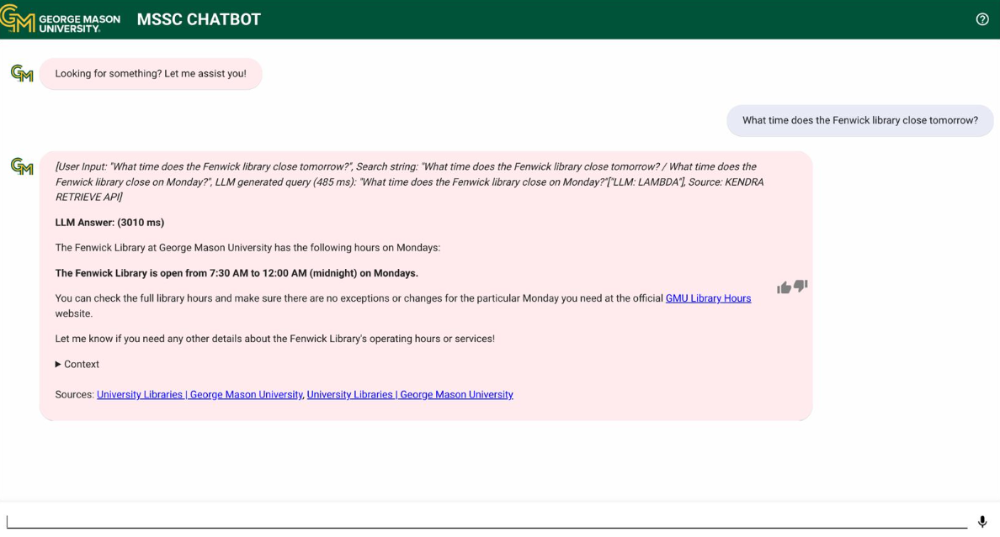 GEORGE MASON
UNIVERSITY.
MSSC CHATBOT
Looking for something? Let me assist you!
What time does the Fenwick library close tomorrow?
[User Input: "What time does the Fenwick library close tomorrow?", Search string: "What time does the Fenwick library close tomorrow? / What time does the
Fenwick library close on Monday?", LLM generated query (485 ms): "What time does the Fenwick library close on Monday?"["LLM: LAMBDA"], Source: KENDRA
RETRIEVE API]
LLM Answer: (3010 ms)
The Fenwick Library at George Mason University has the following hours on Mondays:
The Fenwick Library is open from 7:30 AM to 12:00 AM (midnight) on Mondays.
You can check the full library hours and make sure there are no exceptions or changes for the particular Monday you need at the official GMU Library Hours
website.
Let me know if you need any other details about the Fenwick Library's operating hours or services!
Context
Sources: University Libraries | George Mason University, University Libraries | George Mason University